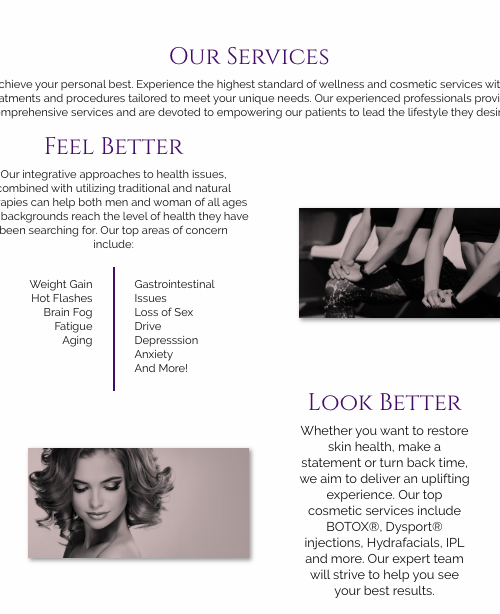 Our Services
chieve your personal best. Experience the highest standard of wellness and cosmetic services wit
atments and procedures tailored to meet your unique needs. Our experienced professionals provi
mprehensive services and are devoted to empowering our patients to lead the lifestyle they desi
Feel Better
Our integrative approaches to health issues,
combined with utilizing traditional and natural
rapies can help both men and woman of all ages
backgrounds reach the level of health they have
been searching for. Our top areas of concern
include:
Weight Gain
Hot Flashes
Brain Fog
Fatigue
Aging
Gastrointestinal
Issues
Loss of Sex
Drive
Depresssion
Anxiety
And More!
Look Better
Whether you want to restore
skin health, make a
statement or turn back time,
we aim to deliver an uplifting
experience. Our top
cosmetic services include
BOTOX®, Dysport®
injections, Hydrafacials, IPL
and more. Our expert team
will strive to help you see
your best results.